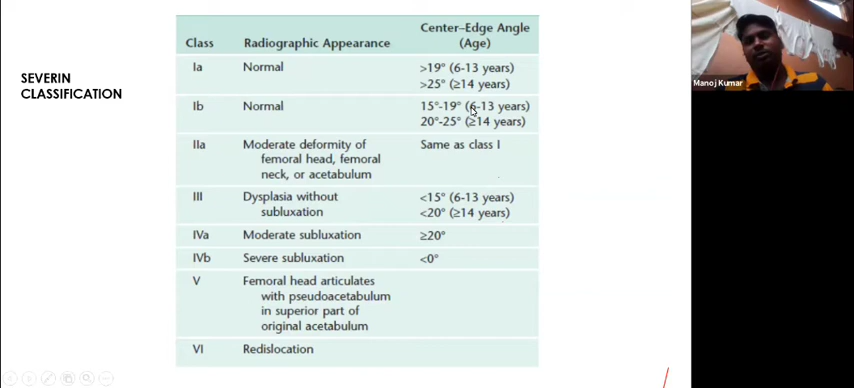 SEVERIN
CLASSIFICATION
Class Radiographic Appearance Center–Edge Angle (Age)
Ia Normal >19° (6-13 years)
>25° (≥14 years)
Ib Normal 15°-19° (6-13 years)
20°-25° (≥14 years)
IIa Moderate deformity of Same as class I
femoral head, femoral
neck, or acetabulum
III Dysplasia without <15° (6-13 years)
subluxation <20° (≥14 years)
IVa Moderate subluxation ≥20°
IVb Severe subluxation <0°
V Femoral head articulates
with pseudoacetabulum
in superior part of
original acetabulum
VI Redislocation
Manoj Kumar